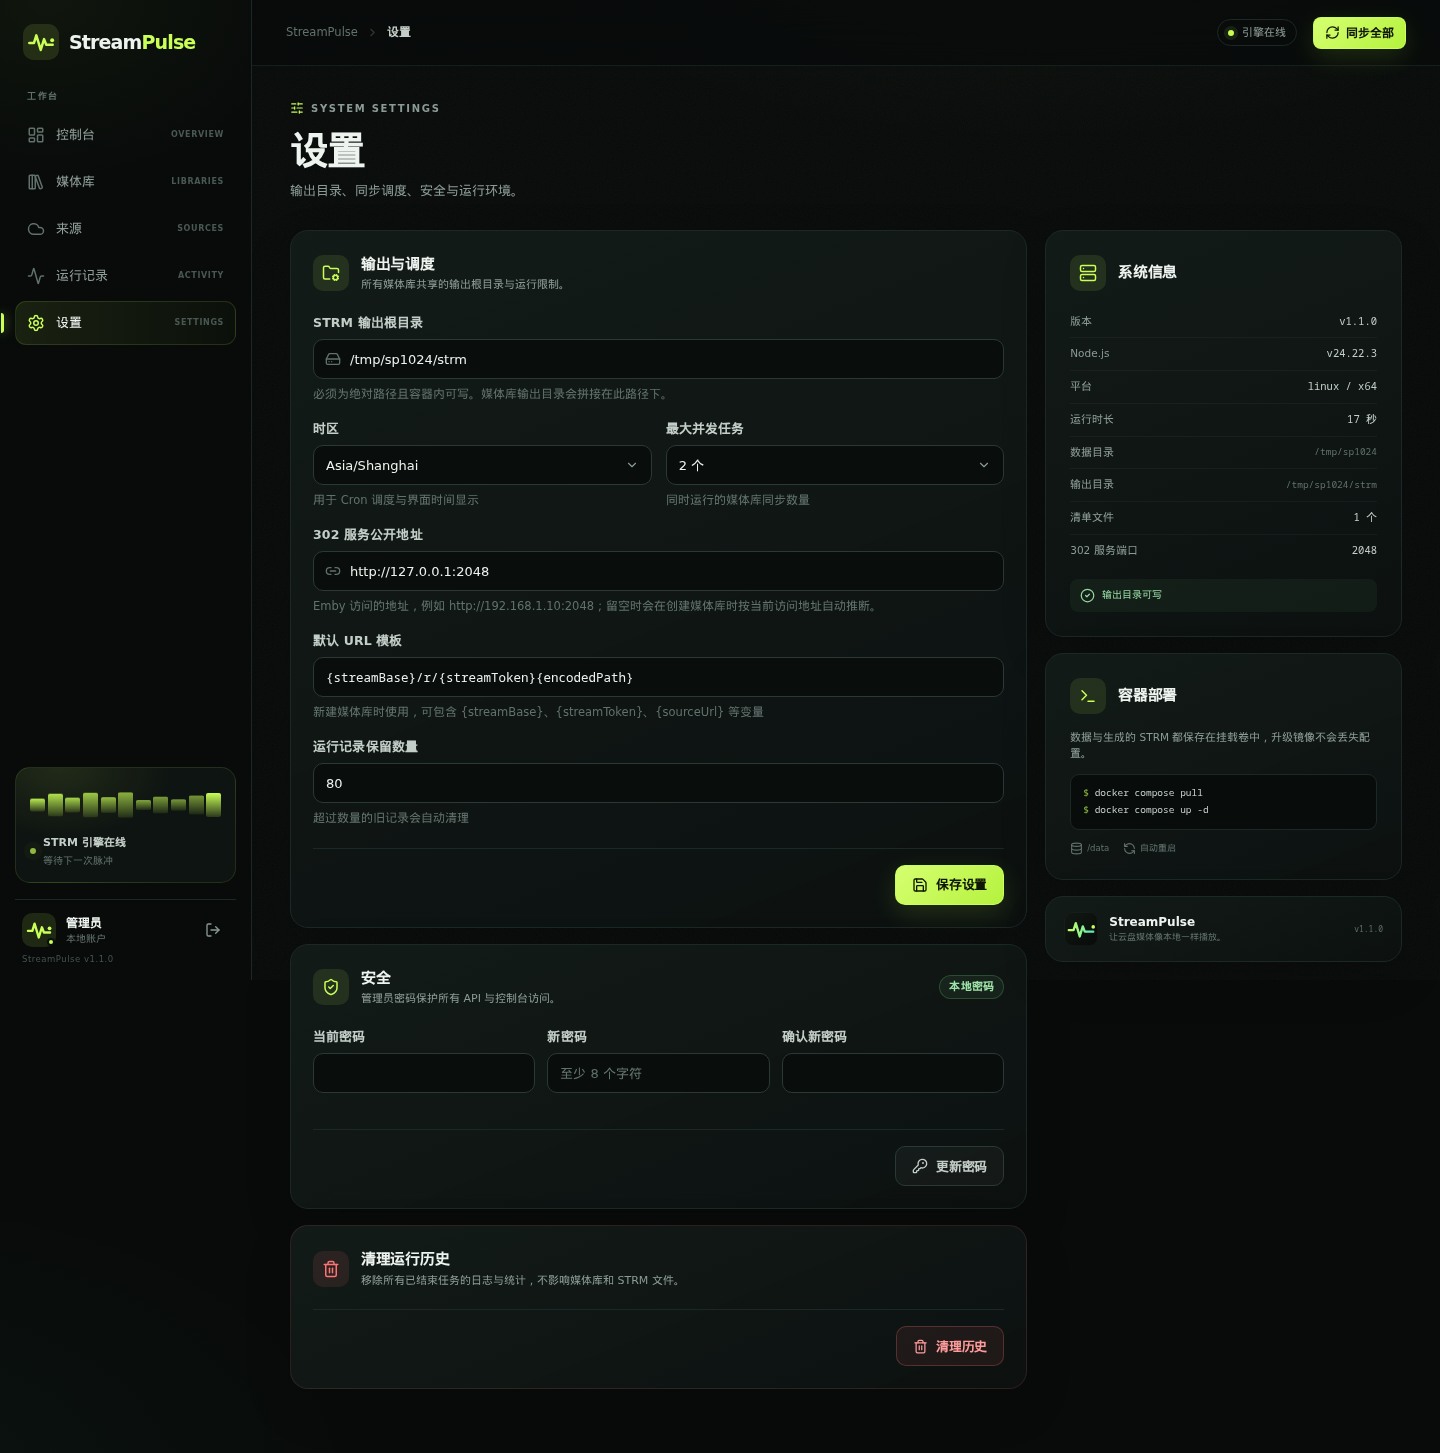 StreamPulse
工作台
控制台 OVERVIEW
媒体库 LIBRARIES
来源 SOURCES
运行记录 ACTIVITY
设置 SETTINGS
STRM 引擎在线
等待下一次脉冲
管理员
本地账户
StreamPulse v1.1.0
StreamPulse 设置
引擎在线
同步全部
SYSTEM SETTINGS
设置
输出目录、同步调度、安全与运行环境。
输出与调度
所有媒体库共享的输出根目录与运行限制。
STRM 输出根目录
/tmp/sp1024/strm
必须为绝对路径且容器内可写。媒体库输出目录会拼接在此路径下。
时区
Asia/Shanghai
用于 Cron 调度与界面时间显示
最大并发任务
2 个
同时运行的媒体库同步数量
302 服务公开地址
http://127.0.0.1:2048
Emby 访问的地址，例如 http://192.168.1.10:2048；留空时会在创建媒体库时按当前访问地址自动推断。
默认 URL 模板
{streamBase}/r/{streamToken}{encodedPath}
新建媒体库时使用，可包含 {streamBase}、{streamToken}、{sourceUrl} 等变量
运行记录保留数量
80
超过数量的旧记录会自动清理
保存设置
安全
管理员密码保护所有 API 与控制台访问。
本地密码
当前密码
新密码
至少 8 个字符
确认新密码
更新密码
清理运行历史
移除所有已结束任务的日志与统计，不影响媒体库和 STRM 文件。
清理历史
系统信息
版本 v1.1.0
Node.js v24.22.3
平台 linux / x64
运行时长 17 秒
数据目录 /tmp/sp1024
输出目录 /tmp/sp1024/strm
清单文件 1 个
302 服务端口 2048
输出目录可写
容器部署
数据与生成的 STRM 都保存在挂载卷中，升级镜像不会丢失配
置。
$ docker compose pull
$ docker compose up -d
/data 自动重启
StreamPulse
让云盘媒体像本地一样播放。
v1.1.0